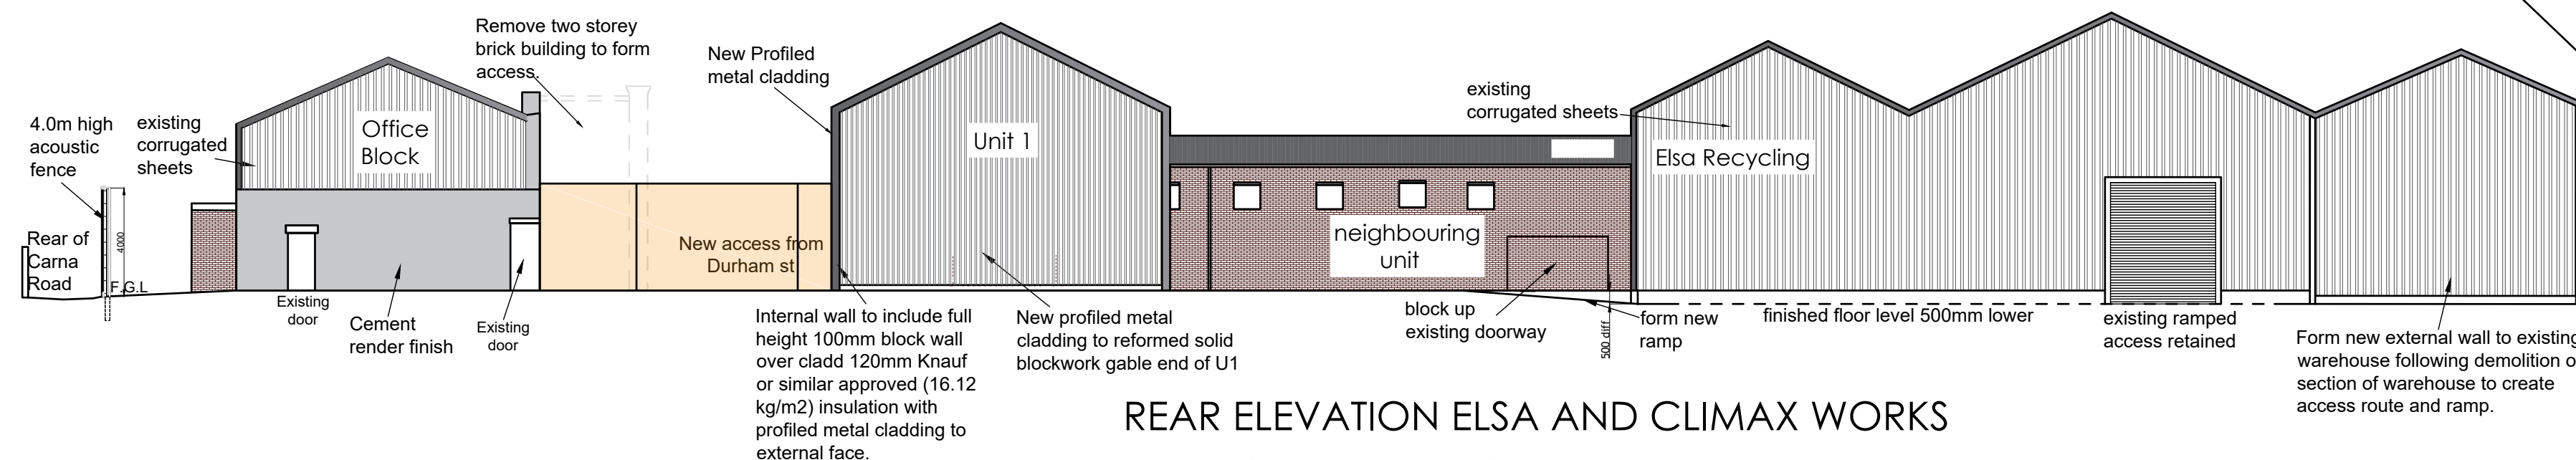 Remove two storey
brick building to form
access.
New Profiled
metal cladding
existing
corrugated sheets
4.0m high
acoustic
fence
existing
corrugated
sheets
Office
Block
Unit 1
Elsa Recycling
4000
Rear of
Carna
Road
F.G.L
New access from
Durham st
neighbouring
unit
Existing
door
Cement
render finish
Existing
door
Internal wall to include full
height 100mm block wall
over cladd 120mm Knauf
or similar approved (16.12
kg/m2) insulation with
profiled metal cladding to
external face.
New profiled metal
cladding to reformed solid
blockwork gable end of U1
block up
existing doorway
500 diff
form new
ramp
finished floor level 500mm lower
existing ramped
access retained
Form new external wall to existing
warehouse following demolition o
section of warehouse to create
access route and ramp.
REAR ELEVATION ELSA AND CLIMAX WORKS